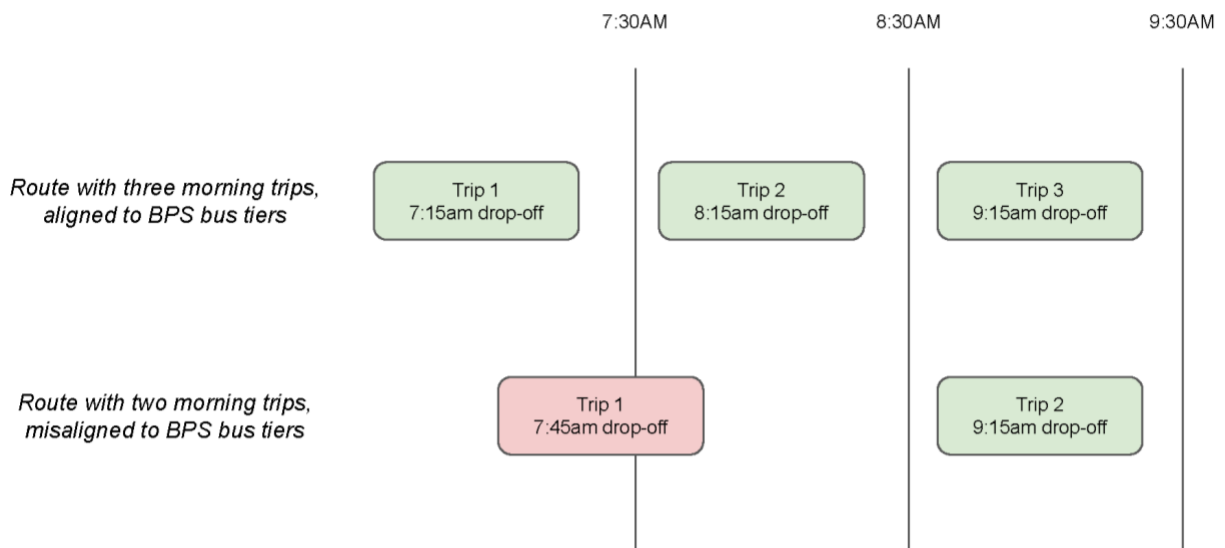 7:30AM
8:30AM
9:30AM
Route with three morning trips,
aligned to BPS bus tiers
Trip 1
7:15am drop-off
Trip 2
8:15am drop-off
Trip 3
9:15am drop-off
Route with two morning trips,
misaligned to BPS bus tiers
Trip 1
7:45am drop-off
Trip 2
9:15am drop-off